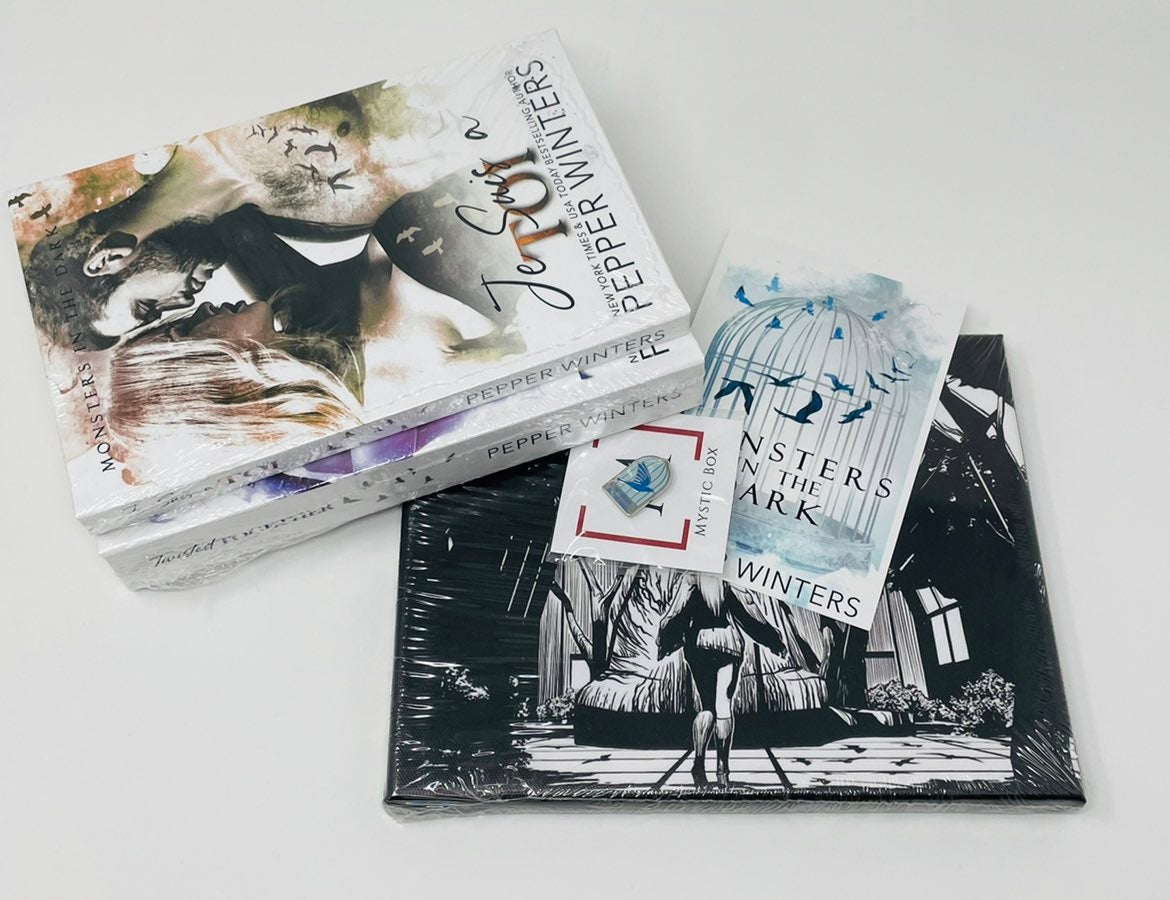 MONSTERS IN THE DARK
Je Suis a
TOI
NEW YORK TIMES & USA TODAY BESTSELLING AUTHOR
PEPPER WINTERS
PEPPER WINTERS
Twisted TOGETHER
PEPPER WINTERS
MYSTIC BOX
NSTERS
N THE
ARK
WINTERS